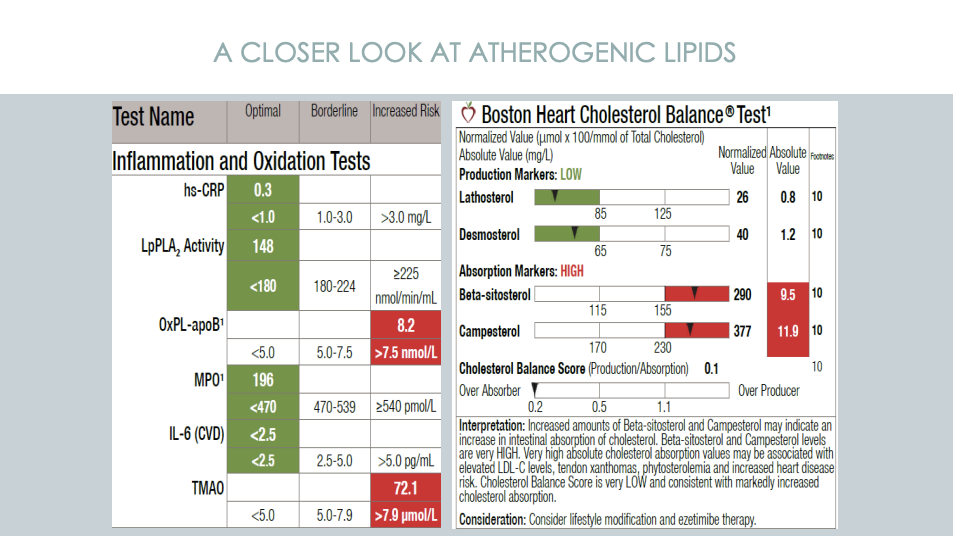 A CLOSER LOOK AT ATHEROGENIC LIPIDS
Test Name Optimal Borderline Increased Risk
Inflammation and Oxidation Tests
hs-CRP 0.3
<1.0 1.0-3.0 >3.0 mg/L
LpPLA₂ Activity 148
<180 180-224 ≥225 nmol/min/mL
OxPL-apoB¹ 8.2
<5.0 5.0-7.5 >7.5 nmol/L
MPO¹ 196
<470 470-539 ≥540 pmol/L
IL-6 (CVD) <2.5
<2.5 2.5-5.0 >5.0 pg/mL
TMAO 72.1
<5.0 5.0-7.9 >7.9 µmol/L
Boston Heart Cholesterol Balance® Test¹
Normalized Value (µmol x 100/mmol of Total Cholesterol)
Absolute Value (mg/L)
Normalized Value Absolute Value Footnotes
Production Markers: LOW
Lathosterol 26 0.8 10
85 125
Desmosterol 40 1.2 10
65 75
Absorption Markers: HIGH
Beta-sitosterol 290 9.5 10
115 155
Campesterol 377 11.9 10
170 230
Cholesterol Balance Score (Production/Absorption) 0.1 10
Over Absorber Over Producer
0.2 0.5 1.1
Interpretation: Increased amounts of Beta-sitosterol and Campesterol may indicate an
increase in intestinal absorption of cholesterol. Beta-sitosterol and Campesterol levels
are very HIGH. Very high absolute cholesterol absorption values may be associated with
elevated LDL-C levels, tendon xanthomas, phytosterolemia and increased heart disease
risk. Cholesterol Balance Score is very LOW and consistent with markedly increased
cholesterol absorption.
Consideration: Consider lifestyle modification and ezetimibe therapy.